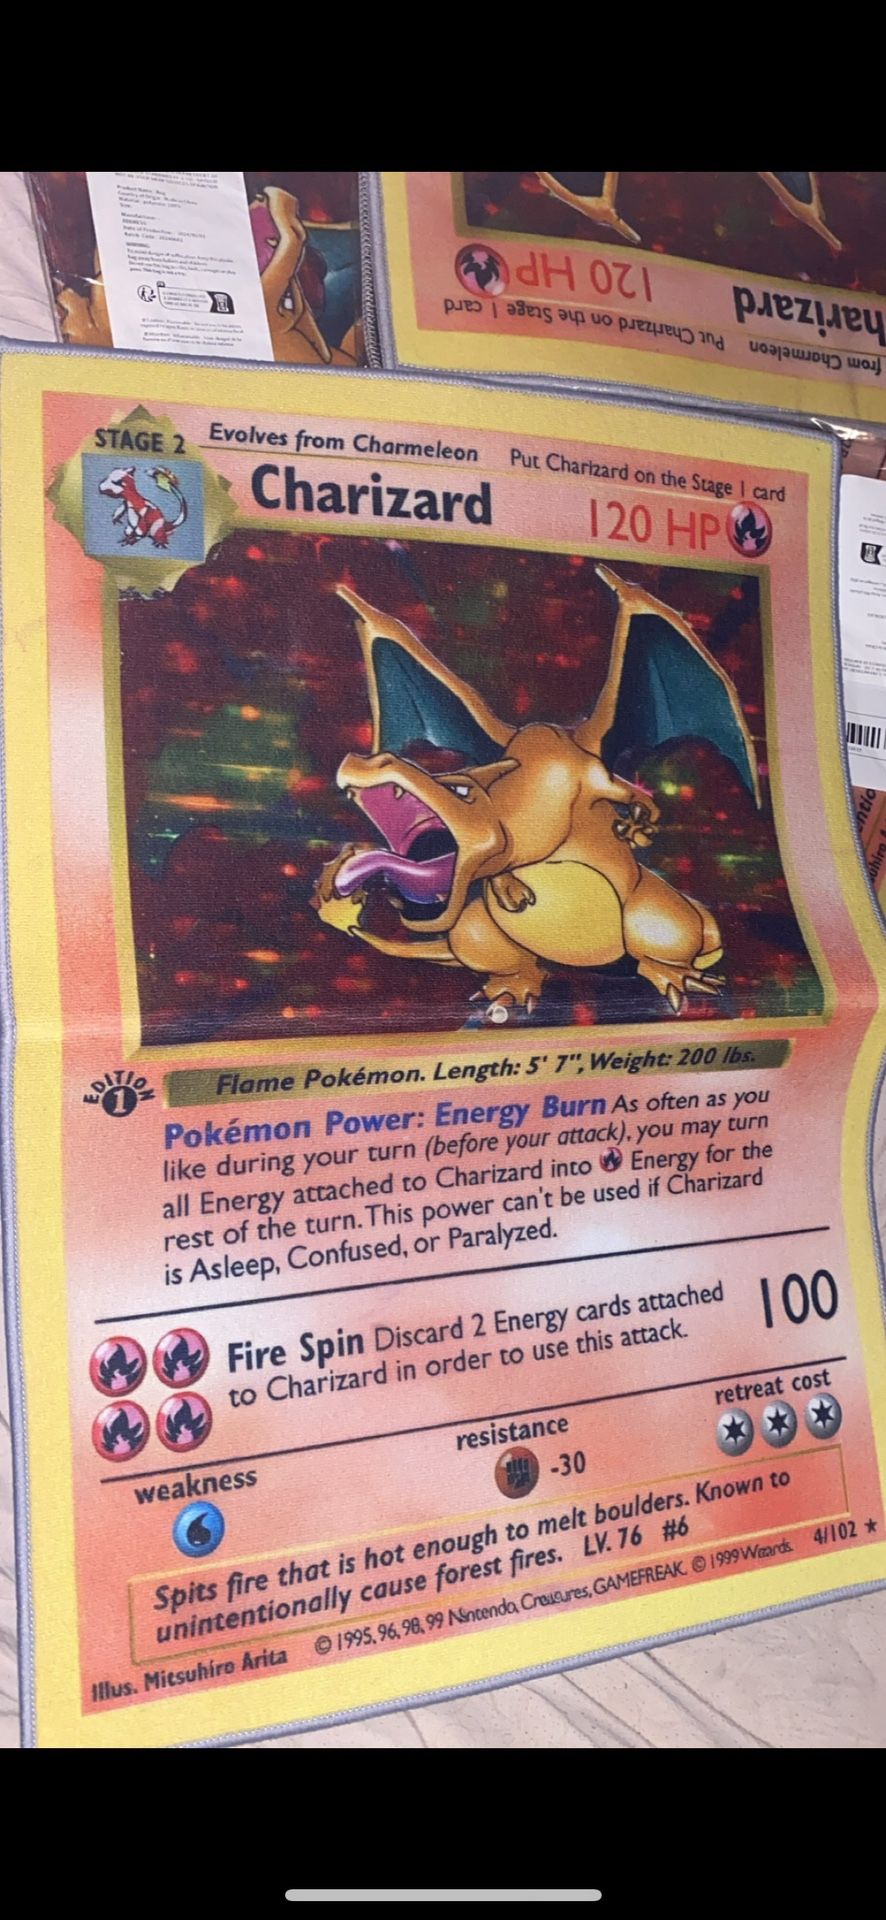 Product Name: Rug
STAGE 2
Evolves from Charmeleon
Put Charizard on the Stage 1 card
Charizard
120 HP
EDITION
1
Flame Pokémon. Length: 5' 7", Weight: 200 lbs.
Pokémon Power: Energy Burn As often as you
like during your turn (before your attack), you may turn
all Energy attached to Charizard into Energy for the
rest of the turn. This power can't be used if Charizard
is Asleep, Confused, or Paralyzed.
Fire Spin Discard 2 Energy cards attached
to Charizard in order to use this attack.
100
weakness
resistance
-30
retreat cost
Spits fire that is hot enough to melt boulders. Known to
unintentionally cause forest fires. LV. 76 #6
Illus. Mitsuhiro Arita
© 1995, 96, 98, 99 Nintendo, Creatures, GAMEFREAK. © 1999 Wizards.
4/102 ★
120 HP
harizard
from Charmeleon
Put Charizard on the Stage 1 card